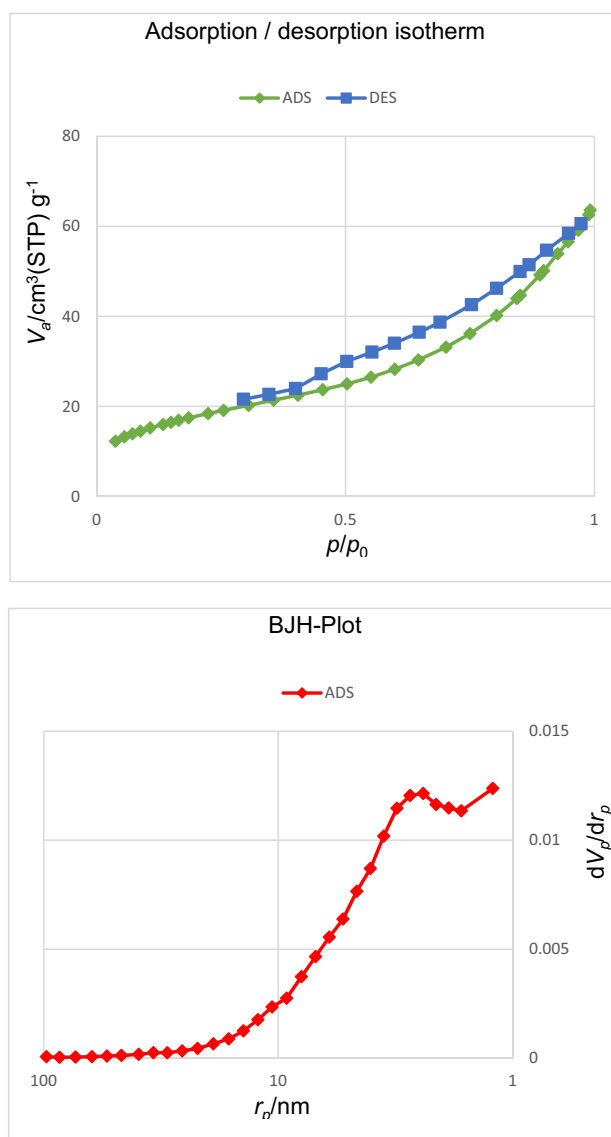 Adsorption / desorption isotherm
ADS DES
80
60
40
20
0
Va/cm³(STP) g⁻¹
0 0.5 1
p/p₀
BJH-Plot
ADS
0.015
0.01
0.005
0
dVp/drp
100 10 1
rp/nm